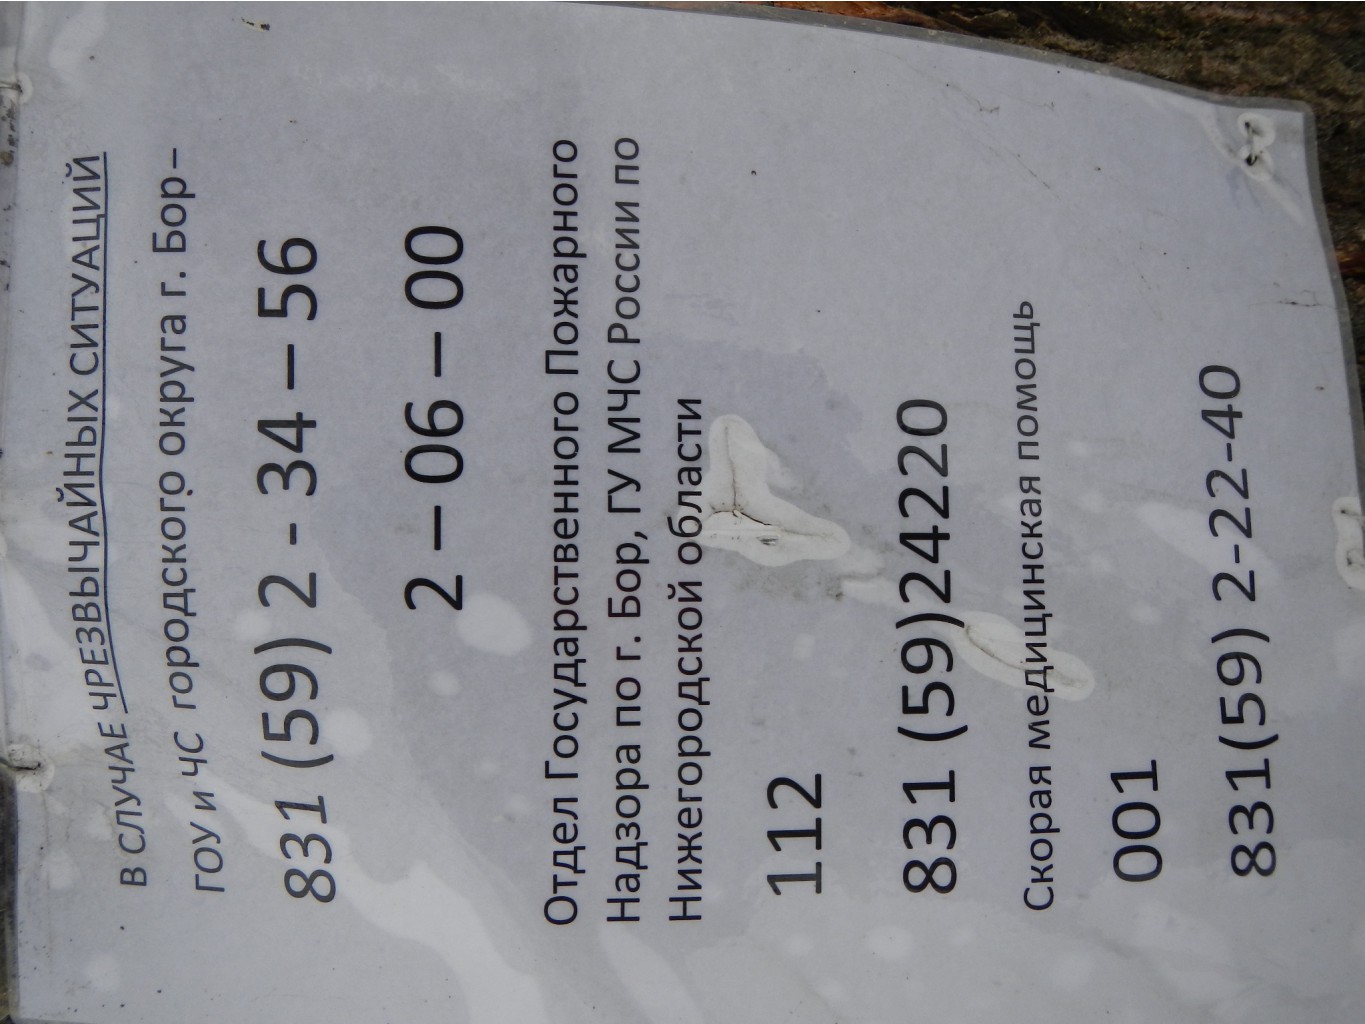 В СЛУЧАЕ ЧРЕЗВЫЧАЙНЫХ СИТУАЦИЙ
ГОУ и ЧС городского округа г. Бор –
831 (59) 2 - 34 – 56
2 – 06 – 00
Отдел Государственного Пожарного
Надзора по г. Бор, ГУ МЧС России по
Нижегородской области
112
831 (59)24220
Скорая медицинская помощь
001
831(59) 2-22-40